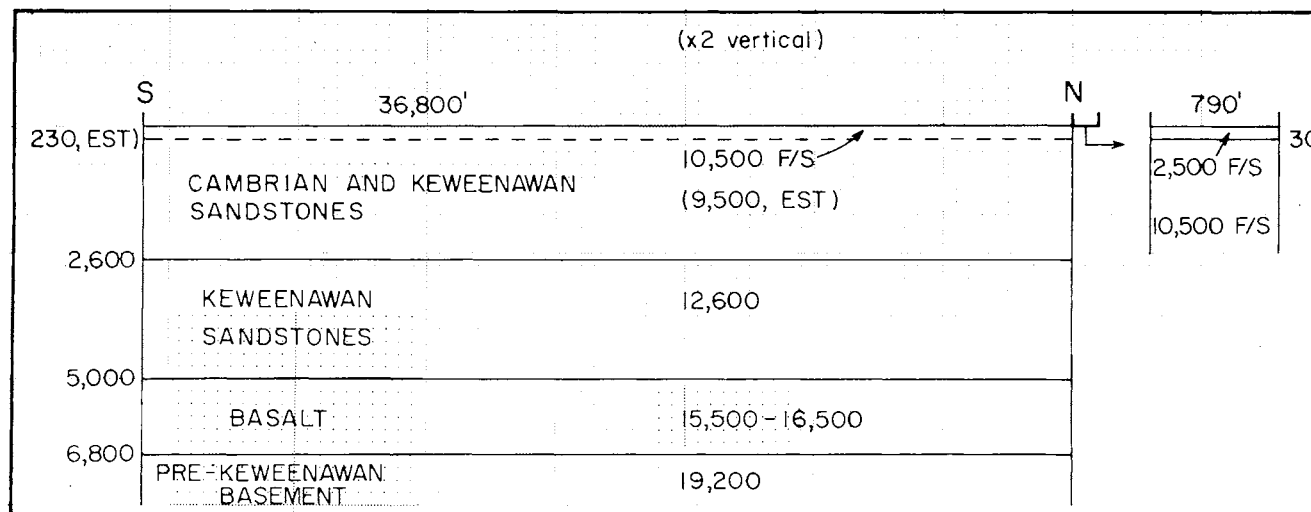 (x2 vertical)
S
36,800'
N
790'
230, EST)
30
10,500 F/S
2,500 F/S
CAMBRIAN AND KEWEENAWAN
SANDSTONES
(9,500, EST)
10,500 F/S
2,600
KEWEENAWAN
12,600
SANDSTONES
5,000
BASALT
15,500-16,500
6,800
PRE-KEWEENAWAN
BASEMENT
19,200